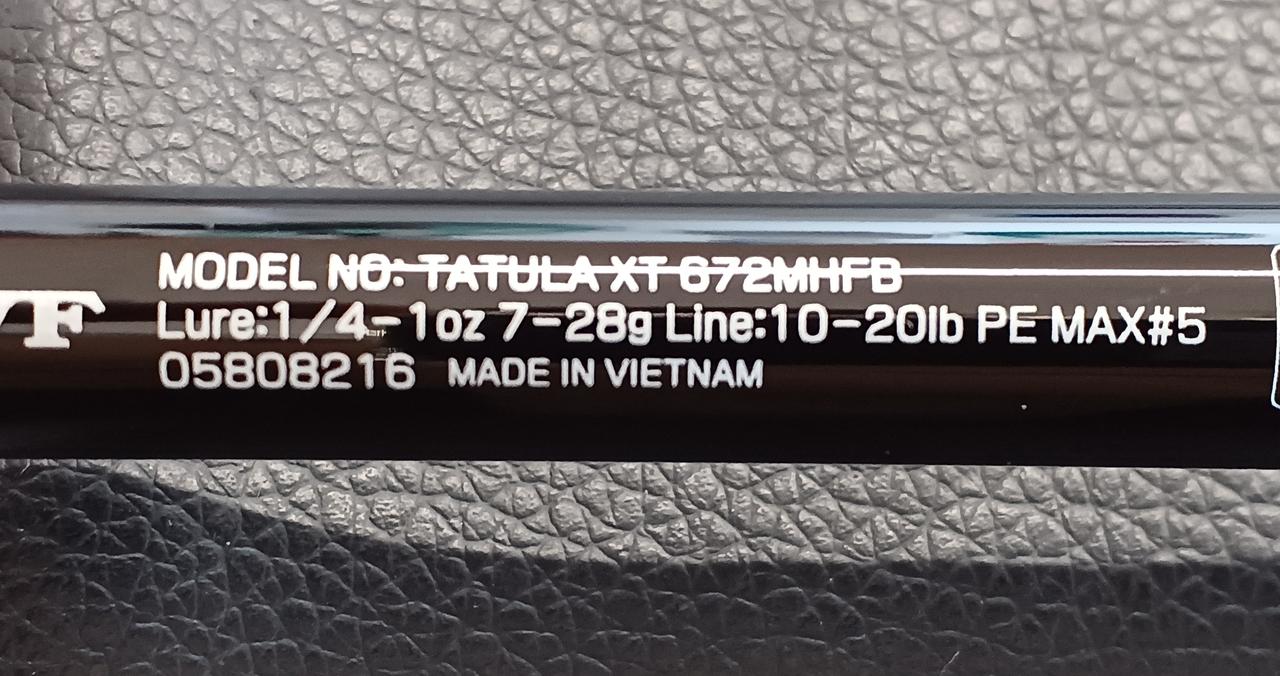 MODEL NO: TATULA XT 672MHFB
Lure:1/4-1oz 7-28g Line:10-20lb PE MAX#5
05808216 MADE IN VIETNAM